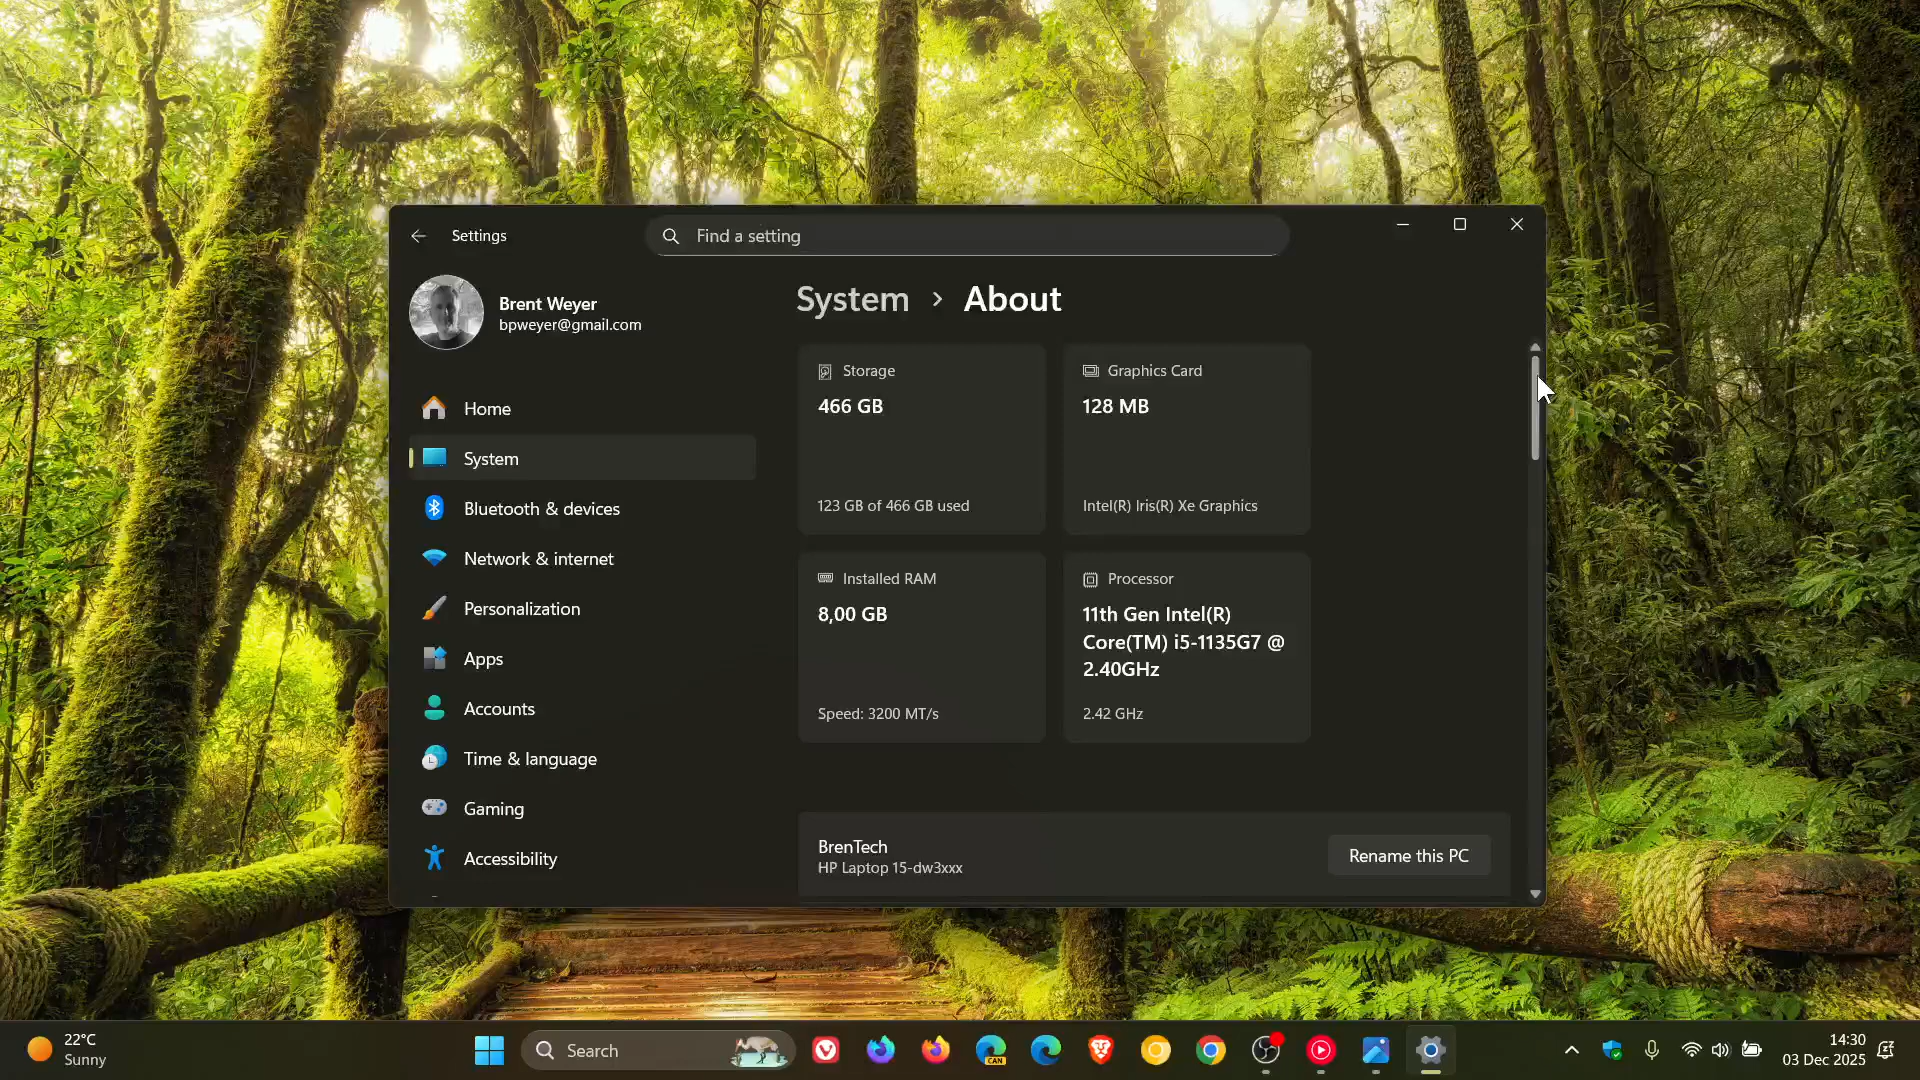 Settings
Find a setting
Brent Weyer
bpweyer@gmail.com
Home
System
Bluetooth & devices
Network & internet
Personalization
Apps
Accounts
Time & language
Gaming
Accessibility
System > About
Storage
466 GB
123 GB of 466 GB used
Graphics Card
128 MB
Intel(R) Iris(R) Xe Graphics
Installed RAM
8,00 GB
Speed: 3200 MT/s
Processor
11th Gen Intel(R)
Core(TM) i5-1135G7 @
2.40GHz
2.42 GHz
BrenTech
HP Laptop 15-dw3xxx
Rename this PC
22°C
Sunny
Search
CAN
14:30
03 Dec 2025